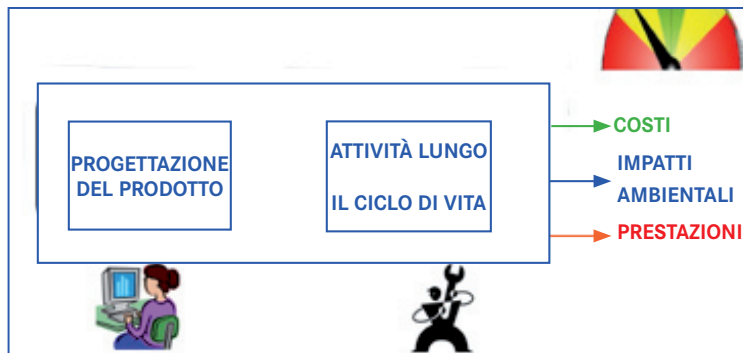 PROGETTAZIONE
DEL PRODOTTO
ATTIVITÀ LUNGO
IL CICLO DI VITA
COSTI
IMPATTI
AMBIENTALI
PRESTAZIONI